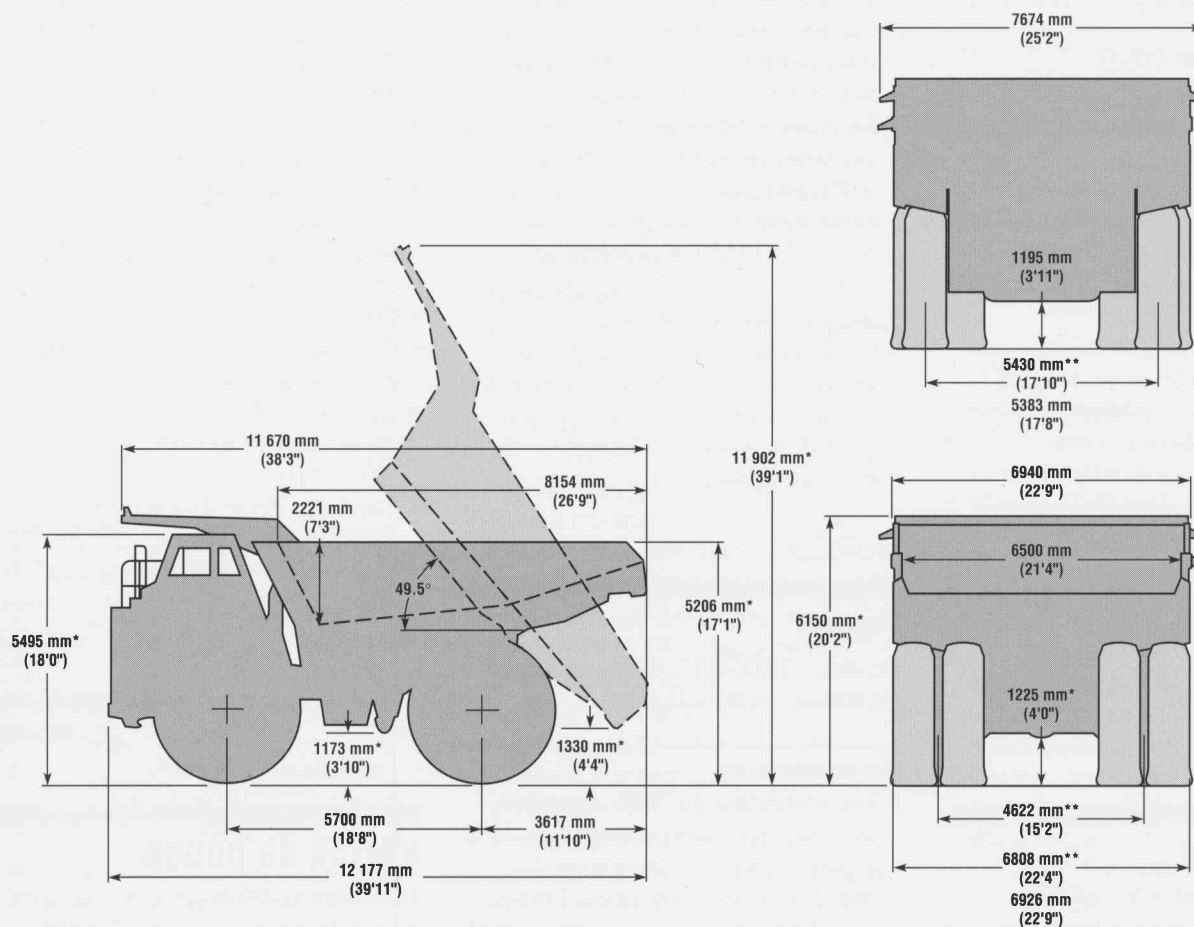 7674 mm
(25'2")
1195 mm
(3'11")
5430 mm**
(17'10")
5383 mm
(17'8")
11 670 mm
(38'3")
8154 mm
(26'9")
2221 mm
(7'3")
11 902 mm*
(39'1")
49.5°
5495 mm*
(18'0")
5206 mm*
(17'1")
1173 mm*
(3'10")
1330 mm*
(4'4")
5700 mm
(18'8")
3617 mm
(11'10")
12 177 mm
(39'11")
6940 mm
(22'9")
6500 mm
(21'4")
6150 mm*
(20'2")
1225 mm*
(4'0")
4622 mm**
(15'2")
6808 mm**
(22'4")
6926 mm
(22'9")